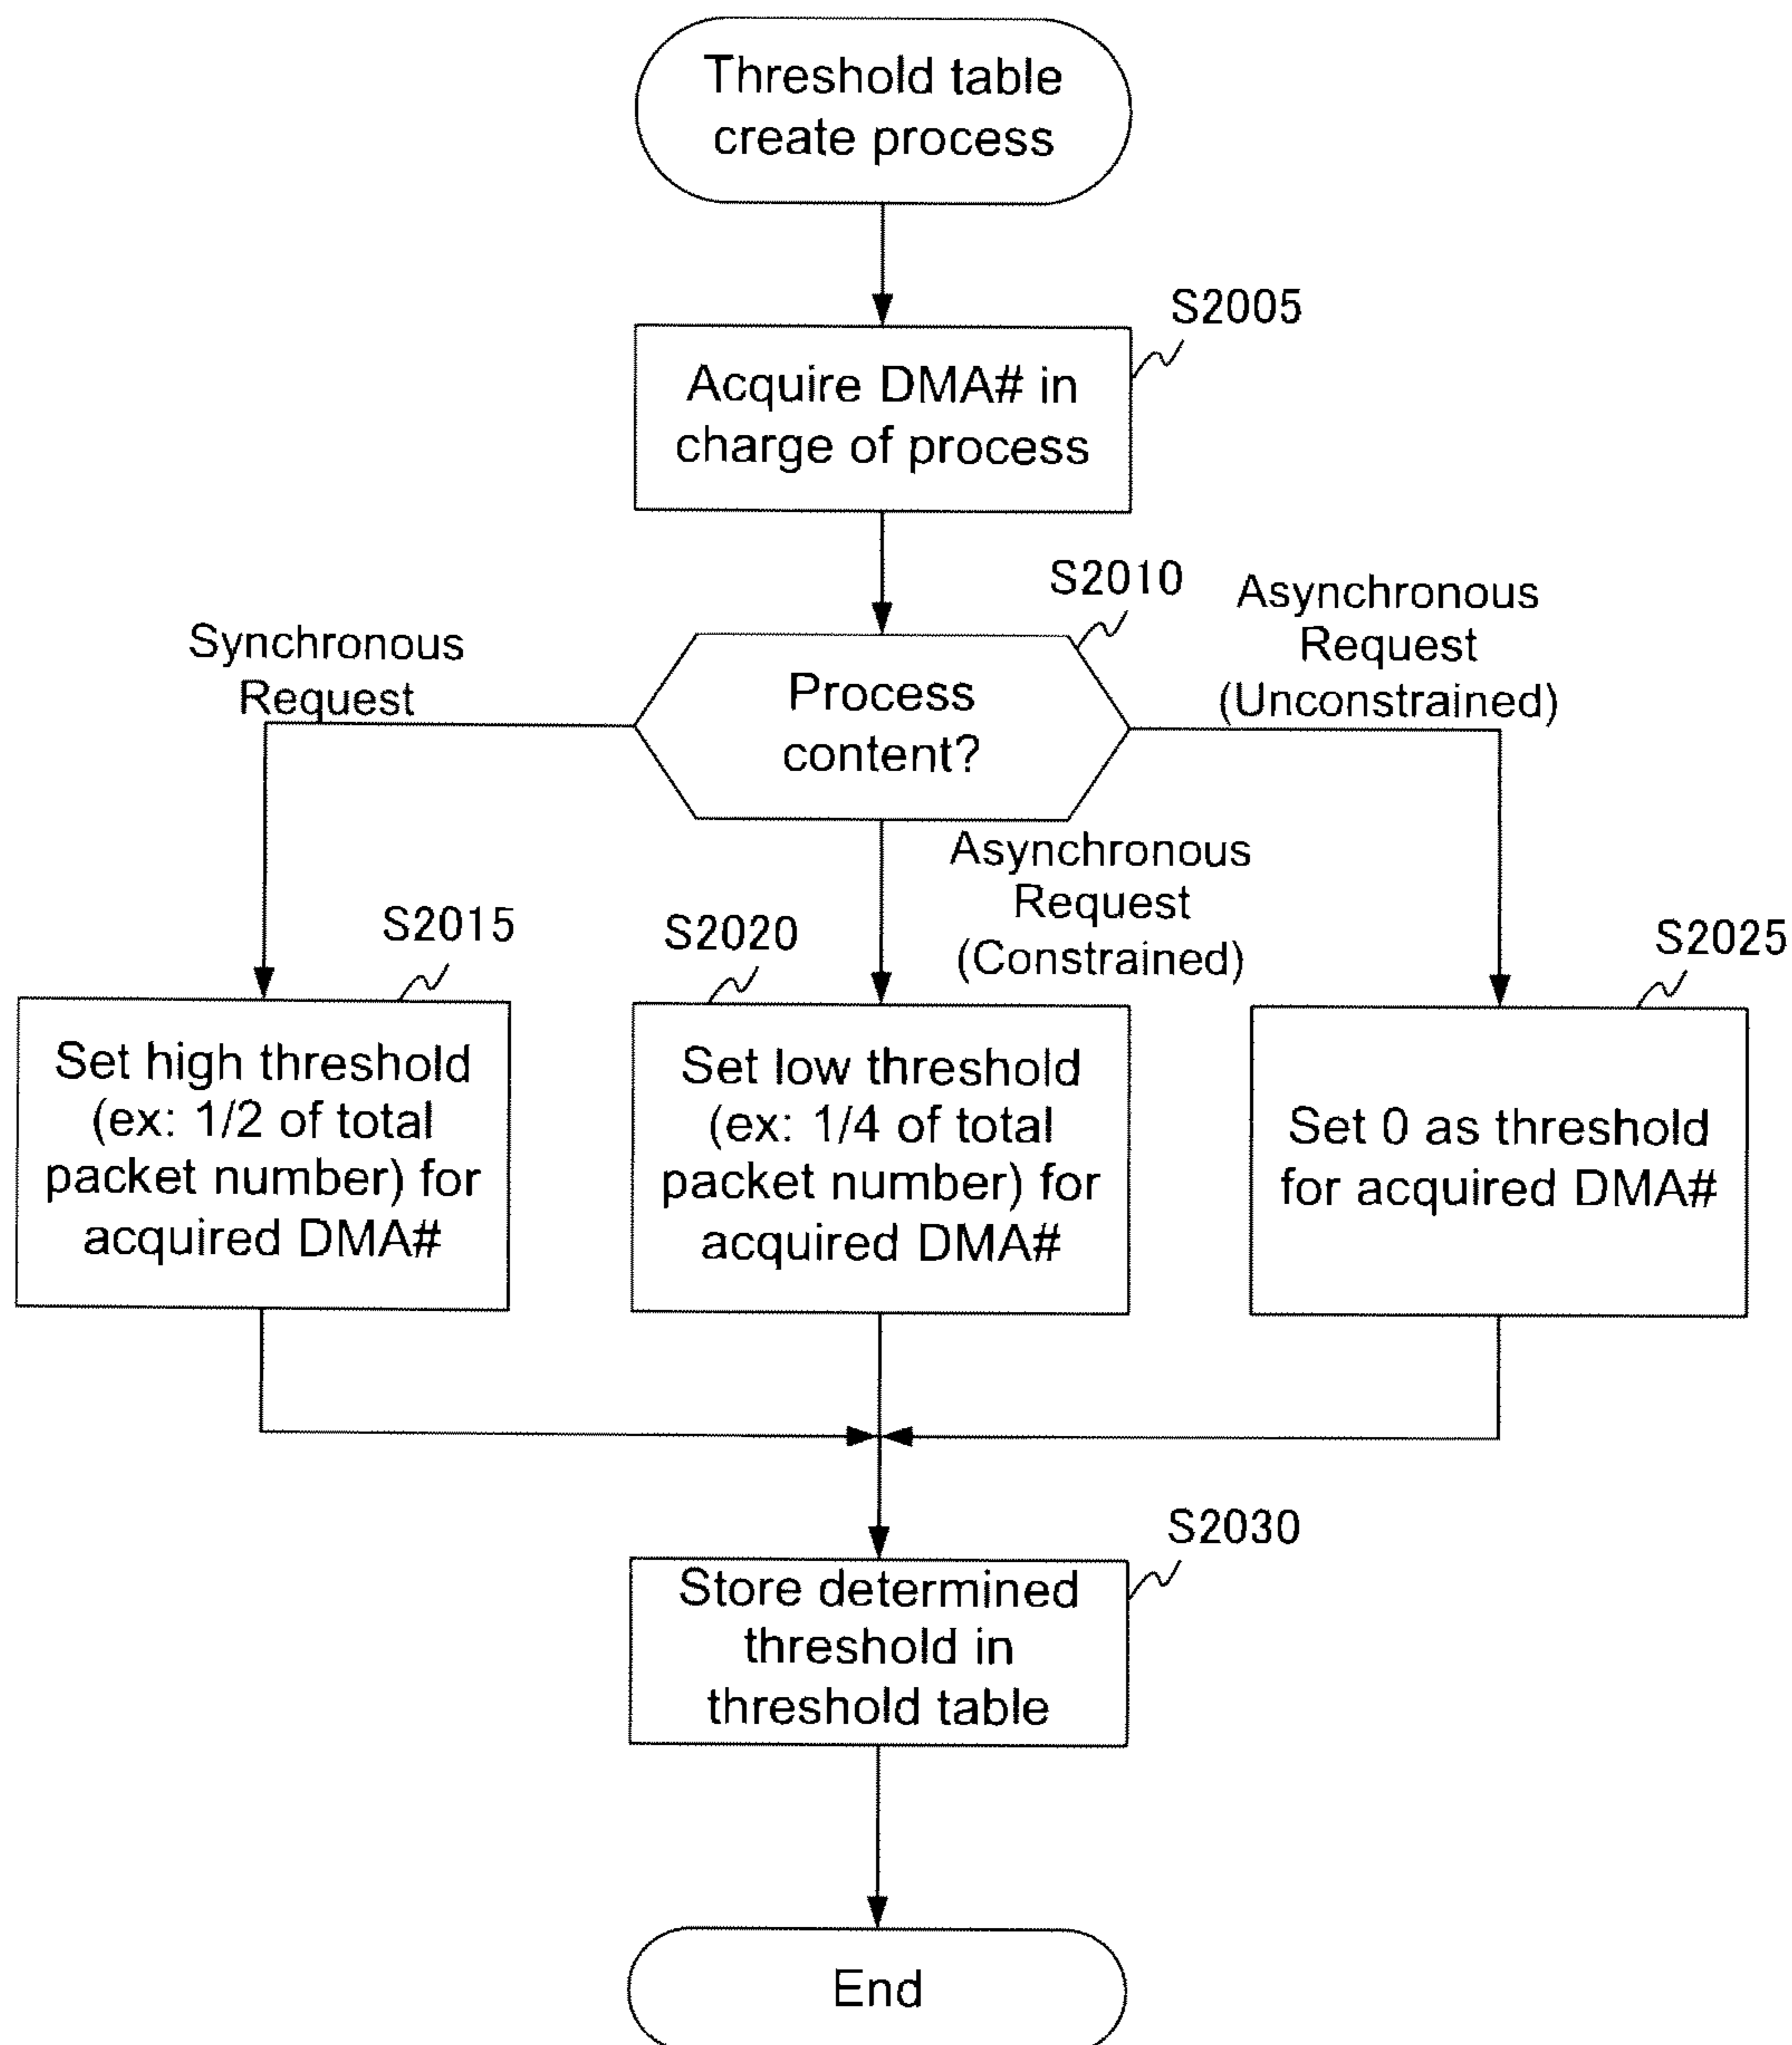 Threshold table
create process
S2005
Acquire DMA# in
charge of process
S2010
Process
content?
Synchronous
Request
Asynchronous
Request
(Unconstrained)
Asynchronous
Request
(Constrained)
S2015
Set high threshold
(ex: 1/2 of total
packet number) for
acquired DMA#
S2020
Set low threshold
(ex: 1/4 of total
packet number) for
acquired DMA#
S2025
Set 0 as threshold
for acquired DMA#
S2030
Store determined
threshold in
threshold table
End